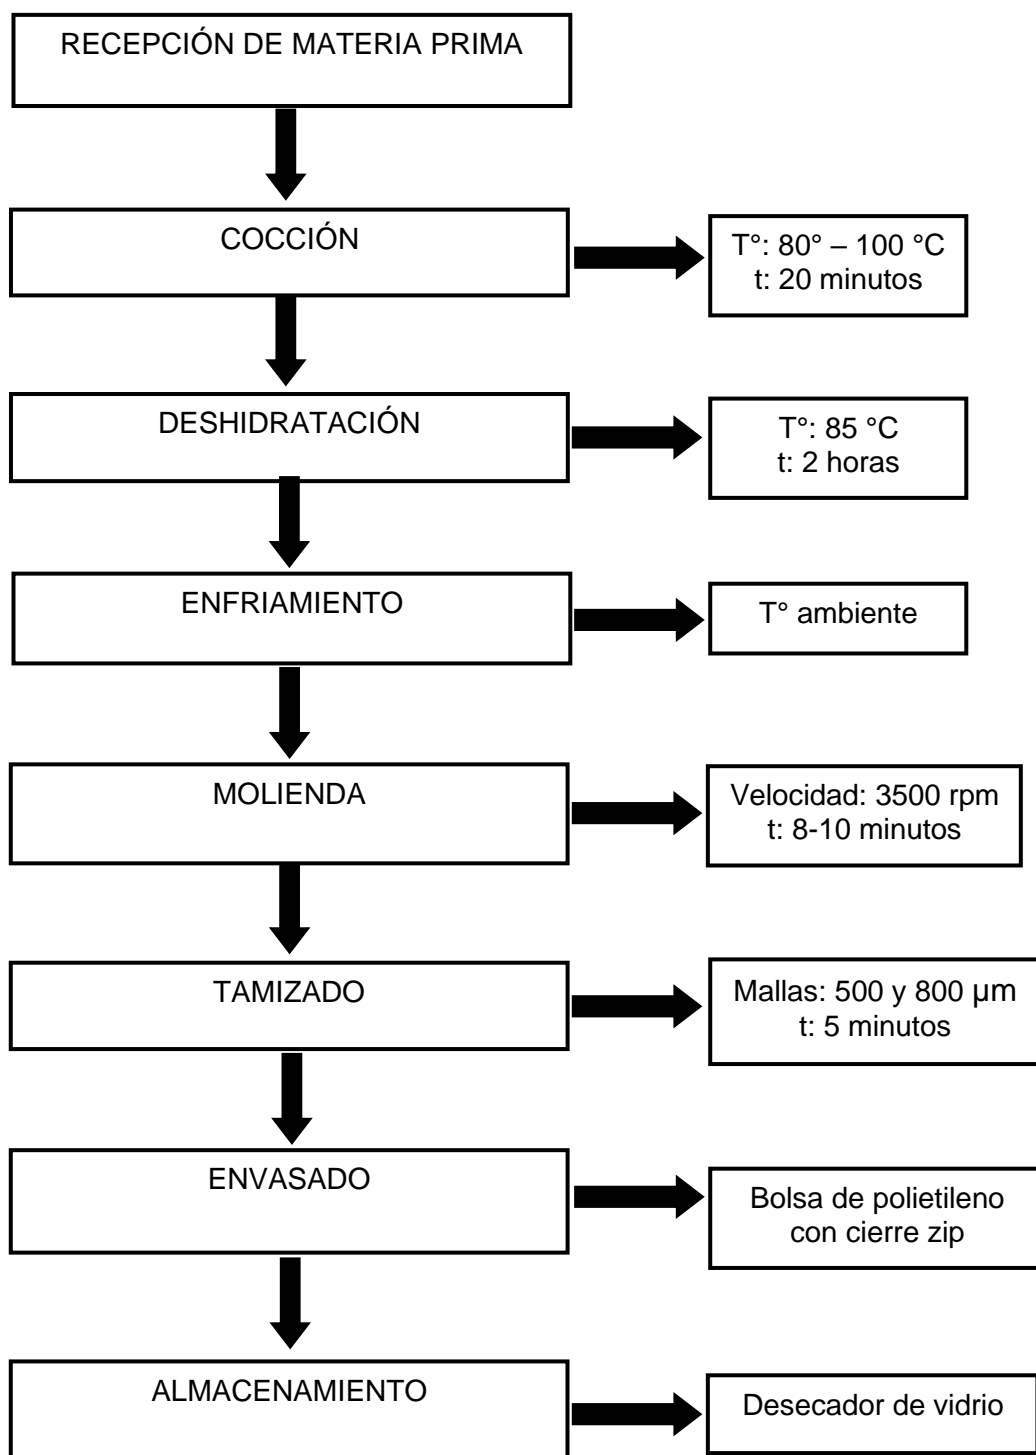 RECEPCIÓN DE MATERIA PRIMA
COCCIÓN
T°: 80° – 100 °C
t: 20 minutos
DESHIDRATACIÓN
T°: 85 °C
t: 2 horas
ENFRIAMIENTO
T° ambiente
MOLIENDA
Velocidad: 3500 rpm
t: 8-10 minutos
TAMIZADO
Mallas: 500 y 800 µm
t: 5 minutos
ENVASADO
Bolsa de polietileno
con cierre zip
ALMACENAMIENTO
Desecador de vidrio